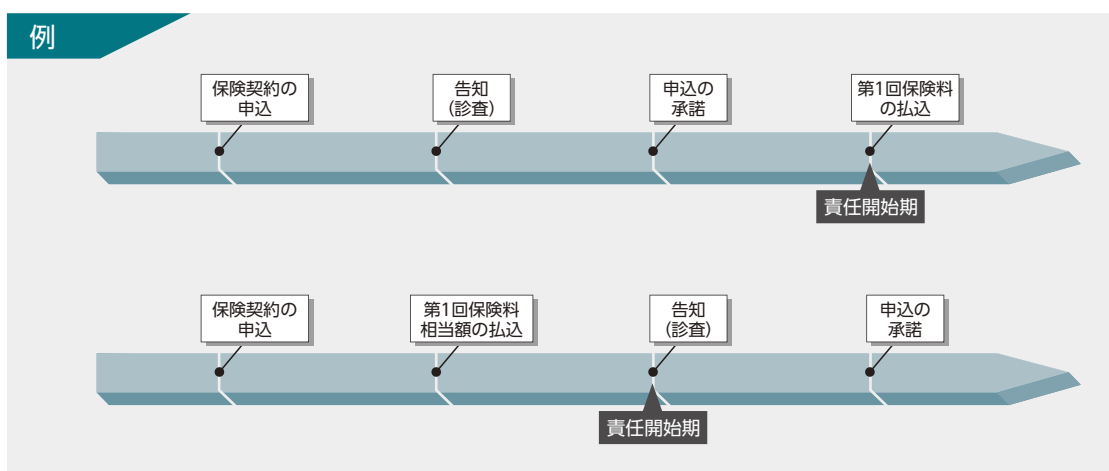 例
保険契約の
申込
告知
（診査）
申込の
承諾
第1回保険料
の払込
責任開始期
保険契約の
申込
第1回保険料
相当額の払込
告知
（診査）
申込の
承諾
責任開始期